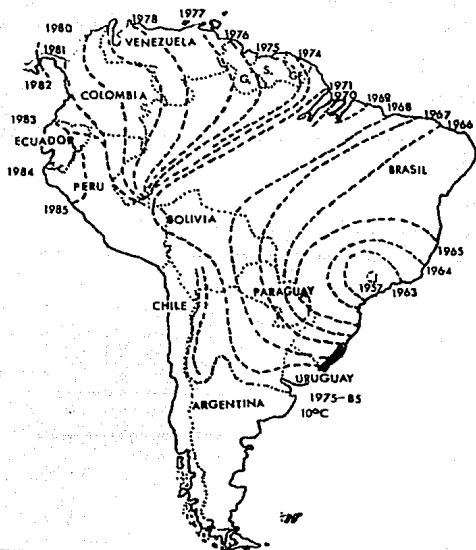 1980
1978
1977
VENEZUELA
1976
1975
1974
1981
1982
G.
S.
COLOMBIA
1971
1970
1969
1968
1967
1966
1983
ECUADOR
1984
PERU
BRASIL
1985
BOLIVIA
1965
1964
1957
1963
PARAGUAY
CHILE
URUGUAY
1975-85
10°C
ARGENTINA